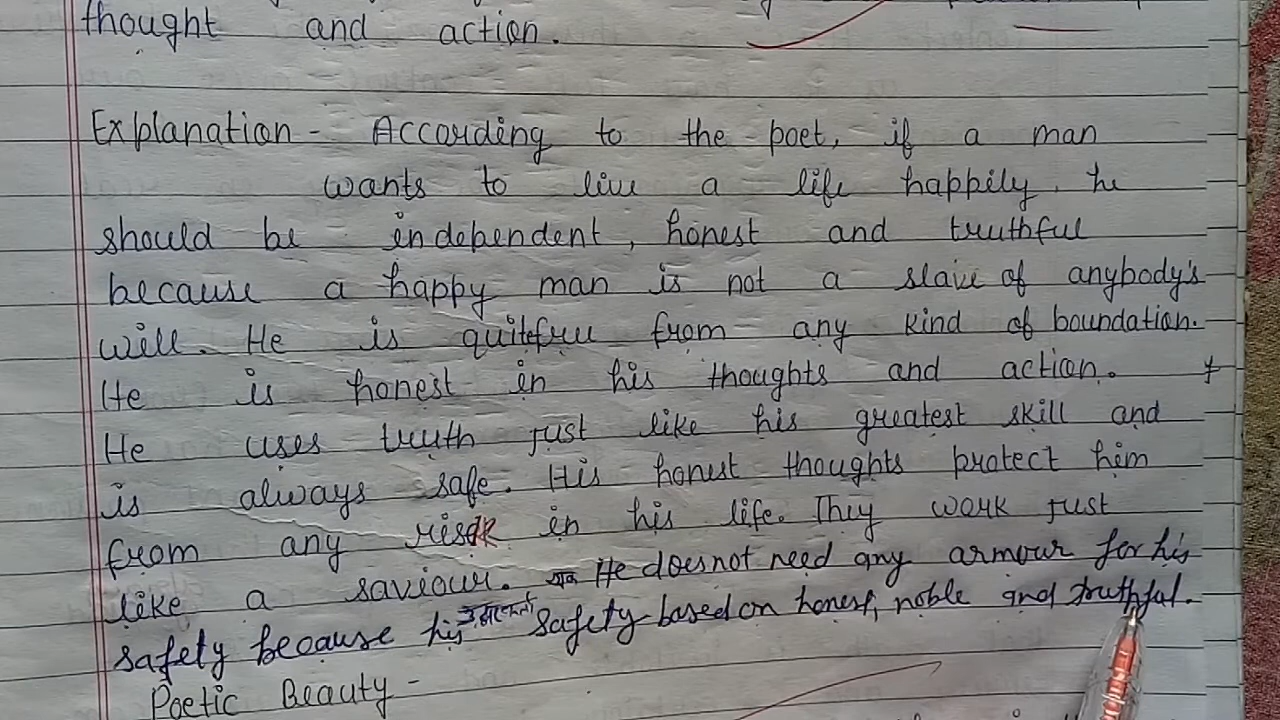 thought and action.
Explanation - According to the poet, if a man
wants to live a life happily, he
should be independent, honest and truthful
because a happy man is not a slave of anybody's
will. He is quite free from any kind of boundation.
He is honest in his thoughts and action.
He uses truth just like his greatest skill and
is always safe. His honest thoughts protect him
from any risk in his life. They work just
like a saviour. He doesnot need any armour for his
safety because his safety based on honest, noble and truthful.
Poetic Beauty -